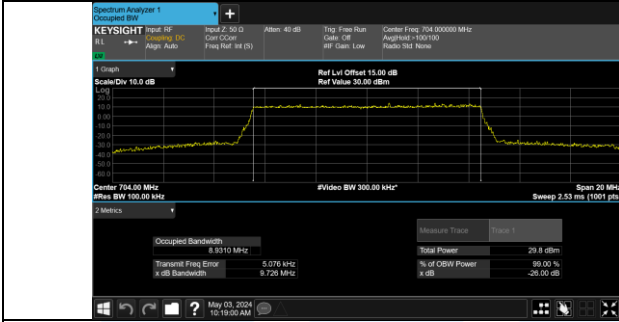 Spectrum Analyzer 1
Occupied BW
+
KEYSIGHT Input: RF Input Z: 50 Ω Atten: 40 dB Trig: Free Run Center Freq: 704.000000 MHz
RL Coupling: DC Corr CCorr Gate: Off Avg|Hold:>100/100
Align: Auto Freq Ref: Int (S) #IF Gain: Low Radio Std: None
1 Graph
Ref Lvl Offset 15.00 dB
Scale/Div 10.0 dB Ref Value 30.00 dBm
Log
20.0
10.0
0.00
-10.0
-20.0
-30.0
-40.0
-50.0
-60.0
Center 704.00 MHz #Video BW 300.00 kHz* Span 20 MHz
#Res BW 100.00 kHz Sweep 2.53 ms (1001 pts
2 Metrics
Measure Trace Trace 1
Occupied Bandwidth
8.9310 MHz Total Power 29.8 dBm
Transmit Freq Error 5.076 kHz % of OBW Power 99.00 %
x dB Bandwidth 9.726 MHz x dB -26.00 dB
? May 03, 2024
10:19:00 AM